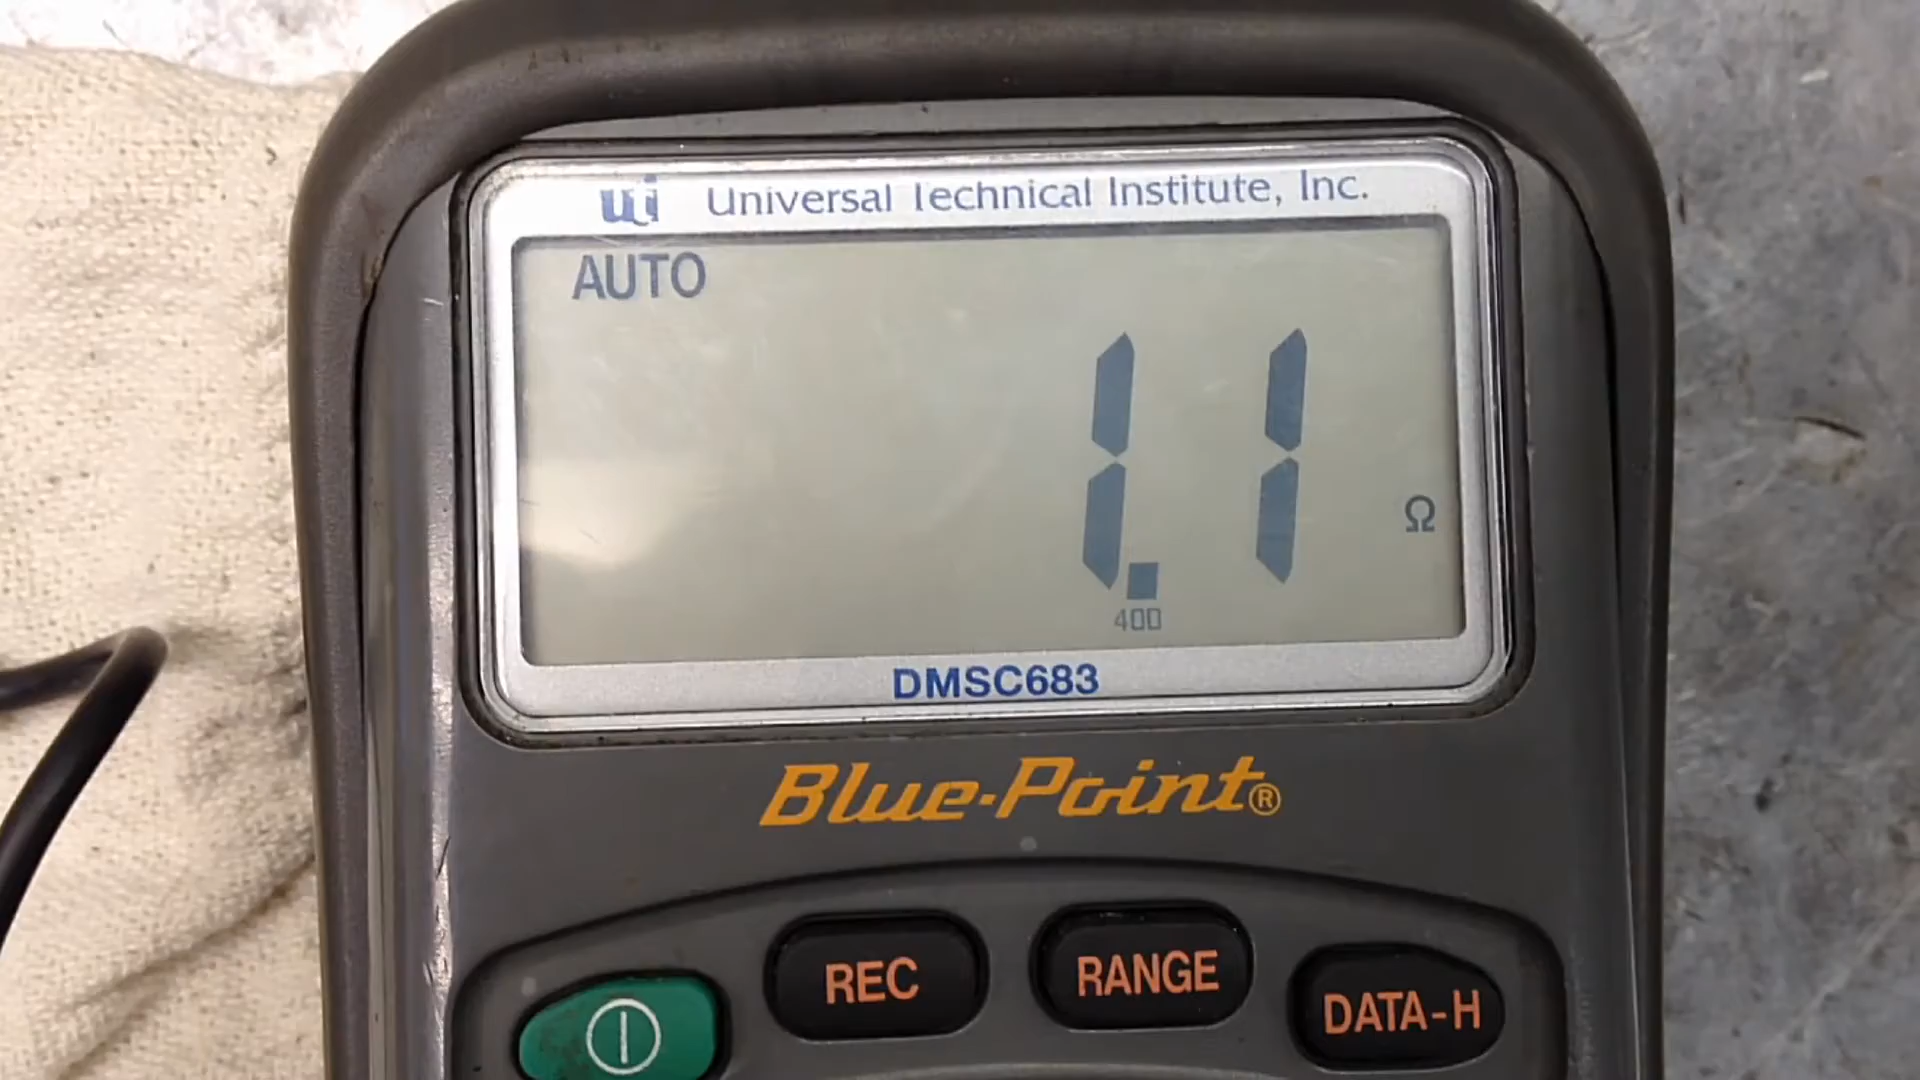 uti Universal Technical Institute, Inc.
AUTO
1.1 Ω
400
DMSC683
Blue-Point®
REC RANGE DATA-H